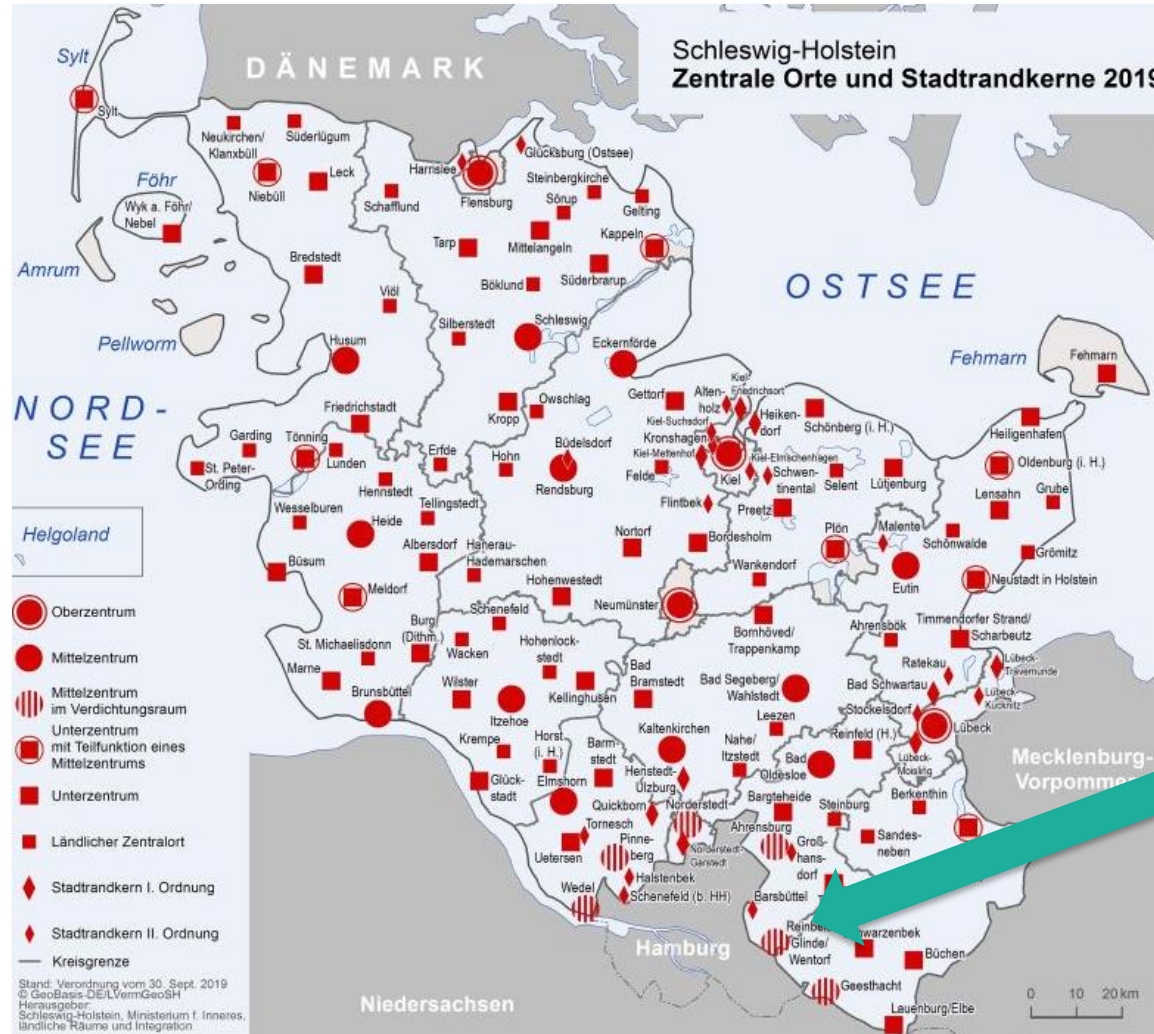 Schleswig-Holstein
Zentrale Orte und Stadtrandkerne 2019
DÄNEMARK
Sylt
Sylt
Neukirchen/
Klanxbüll
Süderlügum
Niebüll
Leck
Föhr
Wyk a. Föhr/
Nebel
Amrum
Bredstedt
Viöl
Pellworm
Husum
Harrislee
Flensburg
Glücksburg (Ostsee)
Steinbergkirche
Schafflund
Sörup
Gelting
Tarp
Mittelangeln
Kappeln
Böklund
Süderbrarup
Silberstedt
Schleswig
Eckernförde
OSTSEE
Fehmarn
Fehmarn
NORD-
SEE
Friedrichstadt
Garding
Tönning
Lunden
St. Peter-
Ording
Erfde
Kropp
Owschlag
Hohn
Büdelsdorf
Rendsburg
Gettorf
Alten-
holz
Kiel-
Friedrichsort
Heiken-
dorf
Kiel-Suchsdorf
Kronshagen
Kiel-Mettenhof
Kiel-Elmschenhagen
Kiel
Felde
Schwen-
tinental
Schönberg (i. H.)
Selent
Lütjenburg
Heiligenhafen
Oldenburg (i. H.)
Lensahn
Grube
Hennstedt
Wesselburen
Heide
Tellingstedt
Albersdorf
Büsum
Helgoland
Meldorf
Hanerau-
Hademarschen
Hohenwestedt
Nortorf
Flintbek
Bordesholm
Preetz
Wankendorf
Plön
Malente
Eutin
Schönwalde
Grömitz
Neustadt in Holstein
Neumünster
Bornhöved/
Trappenkamp
Ahrensbök
Timmendorfer Strand/
Scharbeutz
Burg
(Dithm.)
Schenefeld
Wacken
Hohenlock-
stedt
St. Michaelisdonn
Marne
Brunsbüttel
Wilster
Itzehoe
Kellinghusen
Bad
Bramstedt
Bad Segeberg/
Wahlstedt
Ratekau
Lübeck-
Travemünde
Bad Schwartau
Lübeck
Kücknitz
Stockelsdorf
Lübeck
Lübeck-
Moisling
Krempe
Horst
(i. H.)
Barm-
stedt
Kaltenkirchen
Leezen
Nahe/
Itzstedt
Reinfeld (H.)
Bad
Oldesloe
Glück-
stadt
Elmshorn
Henstedt-
Ulzburg
Quickborn
Norderstedt
Norderstedt-
Garstedt
Tornesch
Uetersen
Pinne-
berg
Halstenbek
Schenefeld (b. HH)
Wedel
Bargteheide
Ahrensburg
Groß-
hans-
dorf
Steinburg
Berkenthin
Sandes-
neben
Barsbüttel
Glinde/
Wentorf
Büchen
Geesthacht
Lauenburg/Elbe
Hamburg
Niedersachsen
Mecklenburg-
Oberzentrum
Mittelzentrum
Mittelzentrum
im Verdichtungsraum
Unterzentrum
mit Teilfunktion eines
Mittelzentrums
Unterzentrum
Ländlicher Zentralort
Stadtrandkern I. Ordnung
Stadtrandkern II. Ordnung
Kreisgrenze
Stand: Verordnung vom 30. Sept. 2019
© GeoBasis-DE/LVermGeoSH
Herausgeber:
Schleswig-Holstein, Ministerium f. Inneres,
ländliche Räume und Integration
0 10 20 km